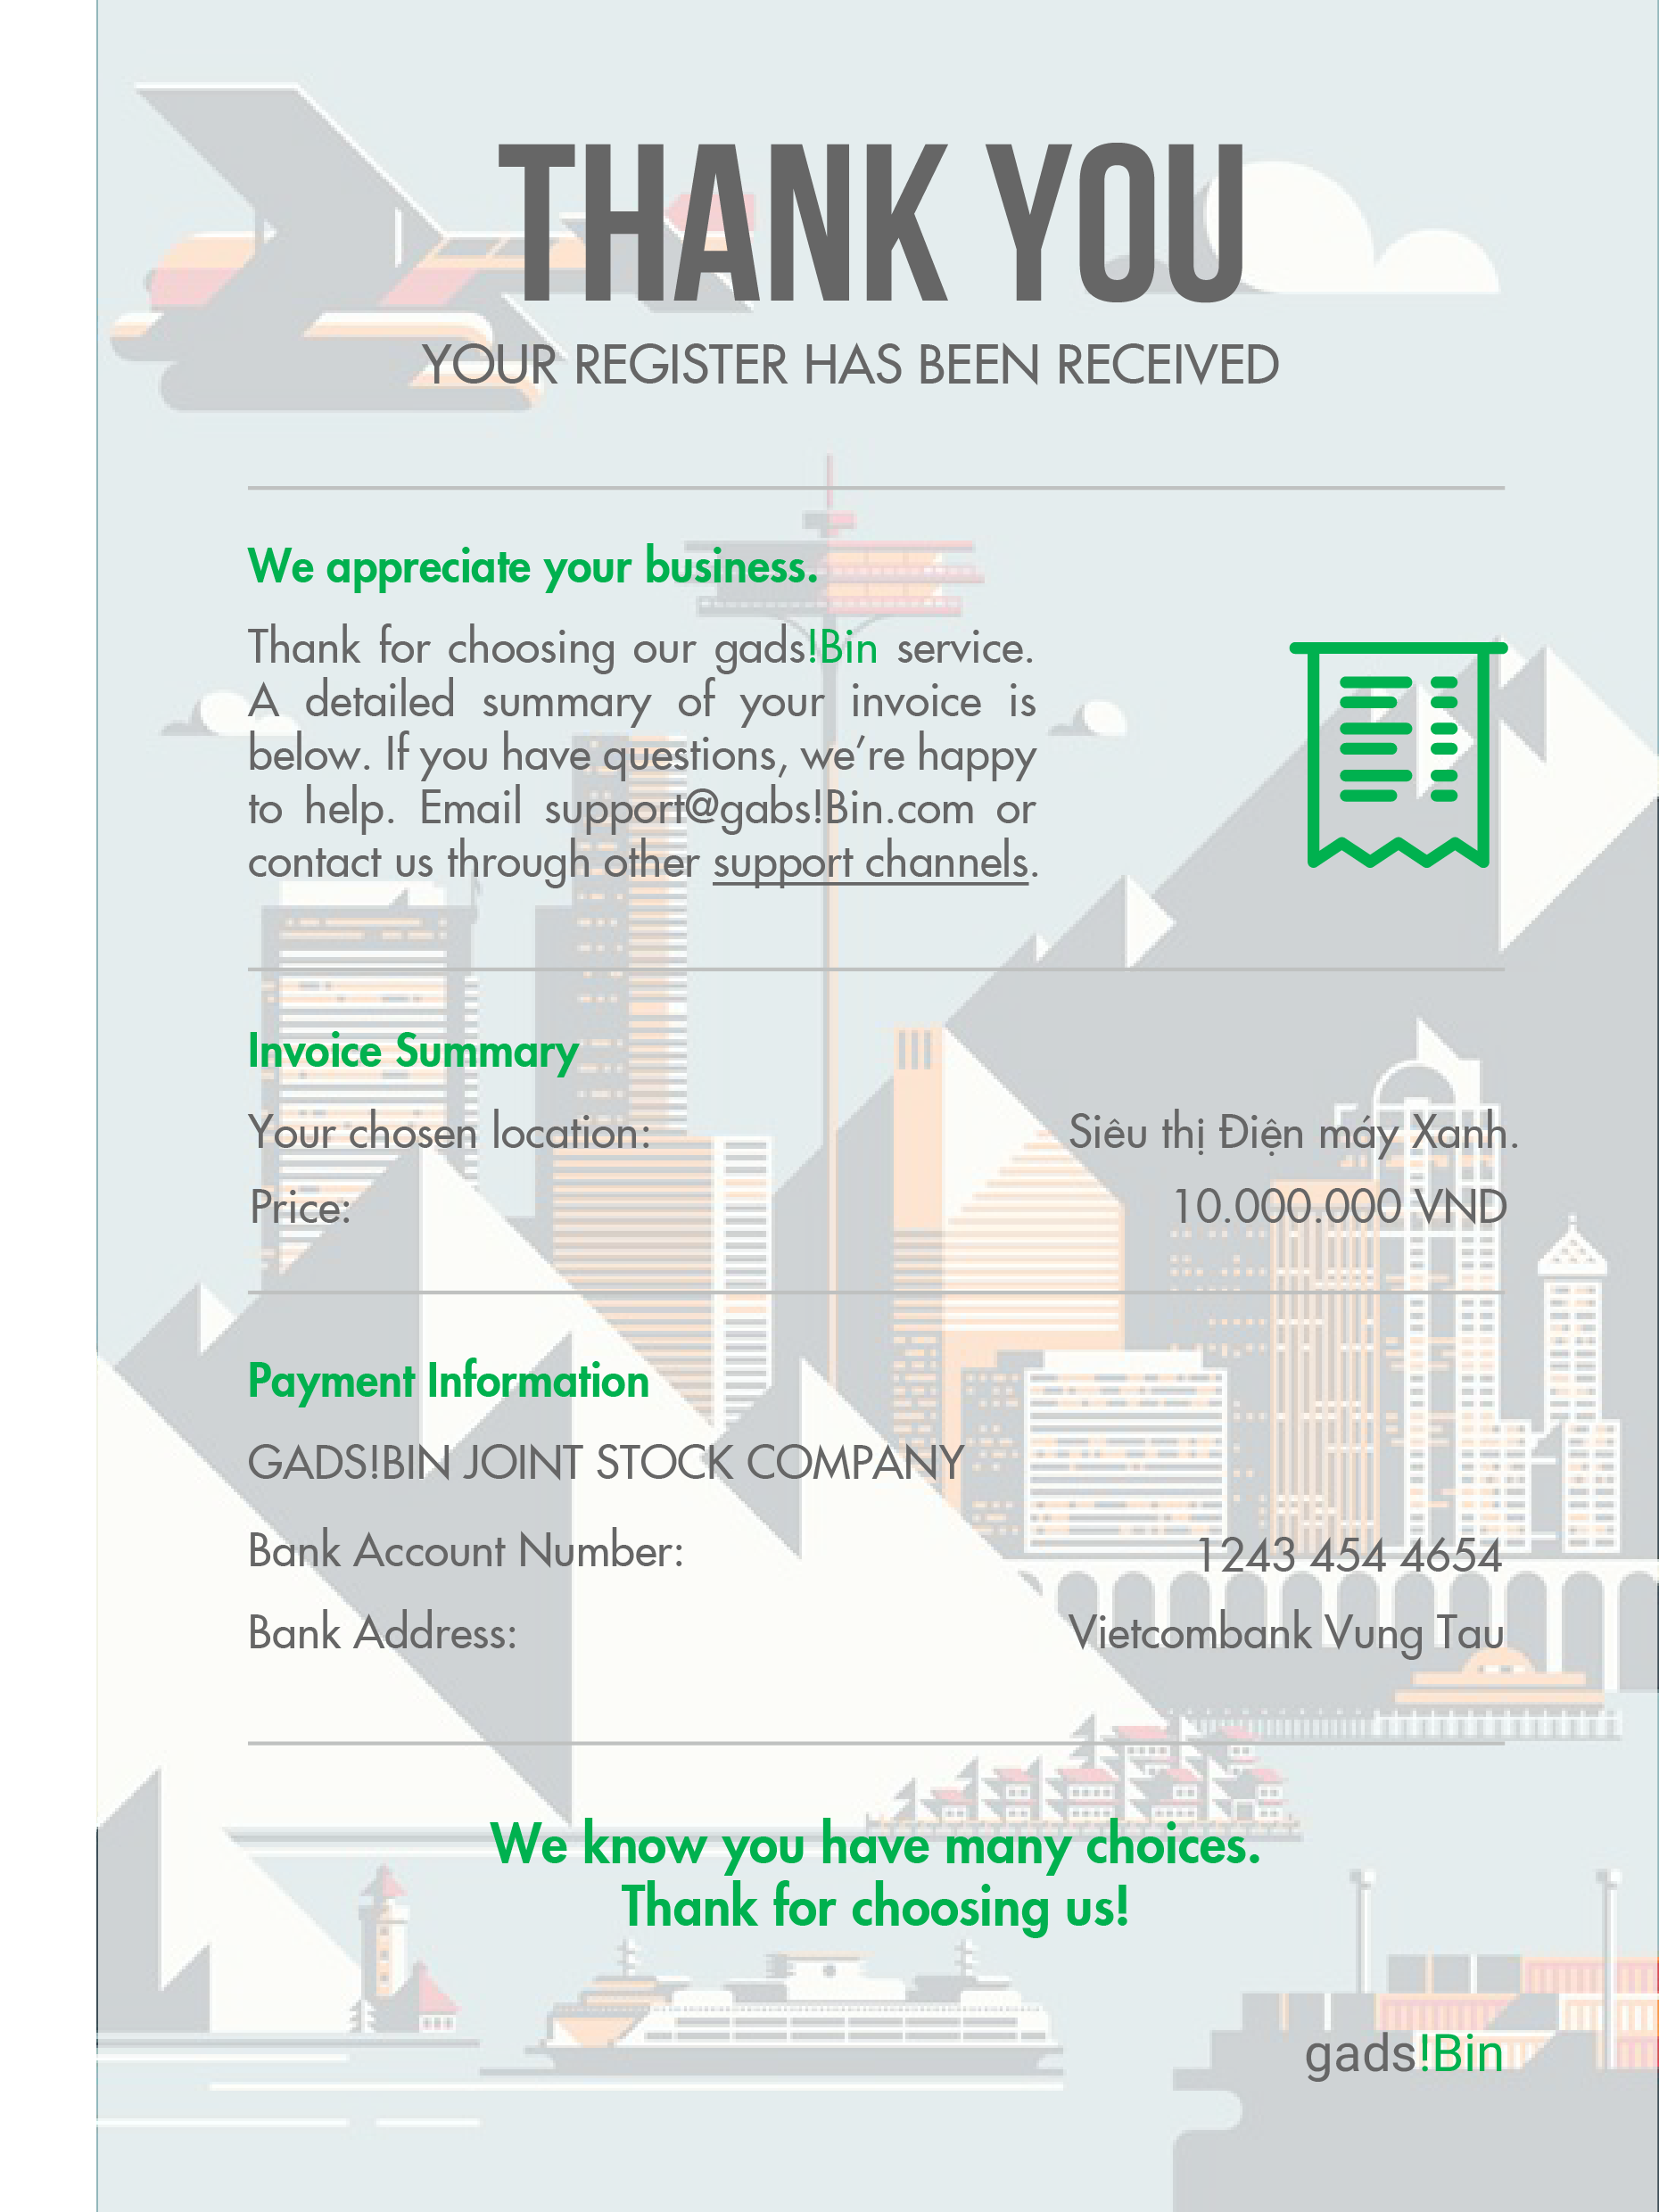 THANK YOU
YOUR REGISTER HAS BEEN RECEIVED
We appreciate your business.
Thank for choosing our gads!Bin service.
A detailed summary of your invoice is
below. If you have questions, we’re happy
to help. Email support@gabs!Bin.com or
contact us through other support channels.
Invoice Summary
Your chosen location: Siêu thị Điện máy Xanh.
Price: 10.000.000 VND
Payment Information
GADS!BIN JOINT STOCK COMPANY
Bank Account Number: 1243 454 4654
Bank Address: Vietcombank Vung Tau
We know you have many choices.
Thank for choosing us!
gads!Bin